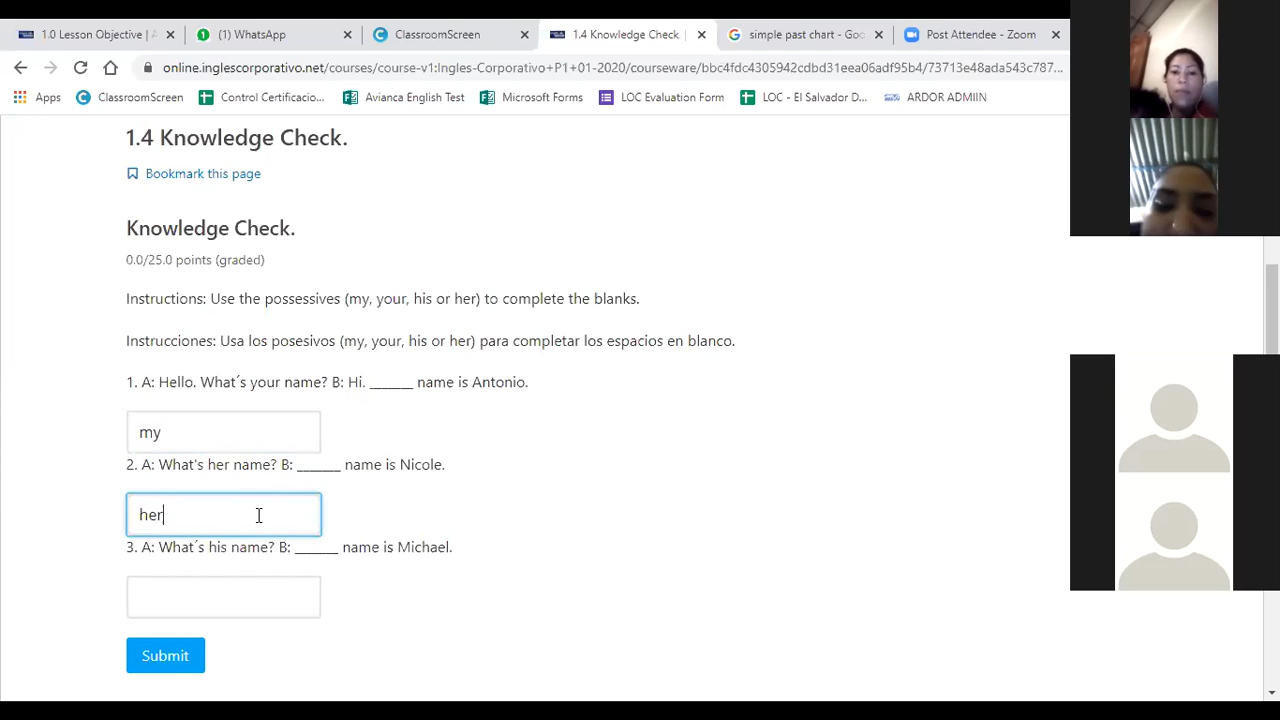 1.0 Lesson Objective | A
(1) WhatsApp
ClassroomScreen
1.4 Knowledge Check. |
simple past chart - Goo
Post Attendee - Zoom
online.inglescorporativo.net/courses/course-v1:Ingles-Corporativo+P1+01-2020/courseware/bbc4fdc4305942cdbd31eea06adf95b4/73713e48ada543c787...
Apps
ClassroomScreen
Control Certificacio...
Avianca English Test
Microsoft Forms
LOC Evaluation Form
LOC - El Salvador D...
ARDOR ADMIIN
1.4 Knowledge Check.
Bookmark this page
Knowledge Check.
0.0/25.0 points (graded)
Instructions: Use the possessives (my, your, his or her) to complete the blanks.
Instrucciones: Usa los posesivos (my, your, his or her) para completar los espacios en blanco.
1. A: Hello. What´s your name? B: Hi. _______ name is Antonio.
my
2. A: What's her name? B: _______ name is Nicole.
her
3. A: What´s his name? B: _______ name is Michael.
Submit